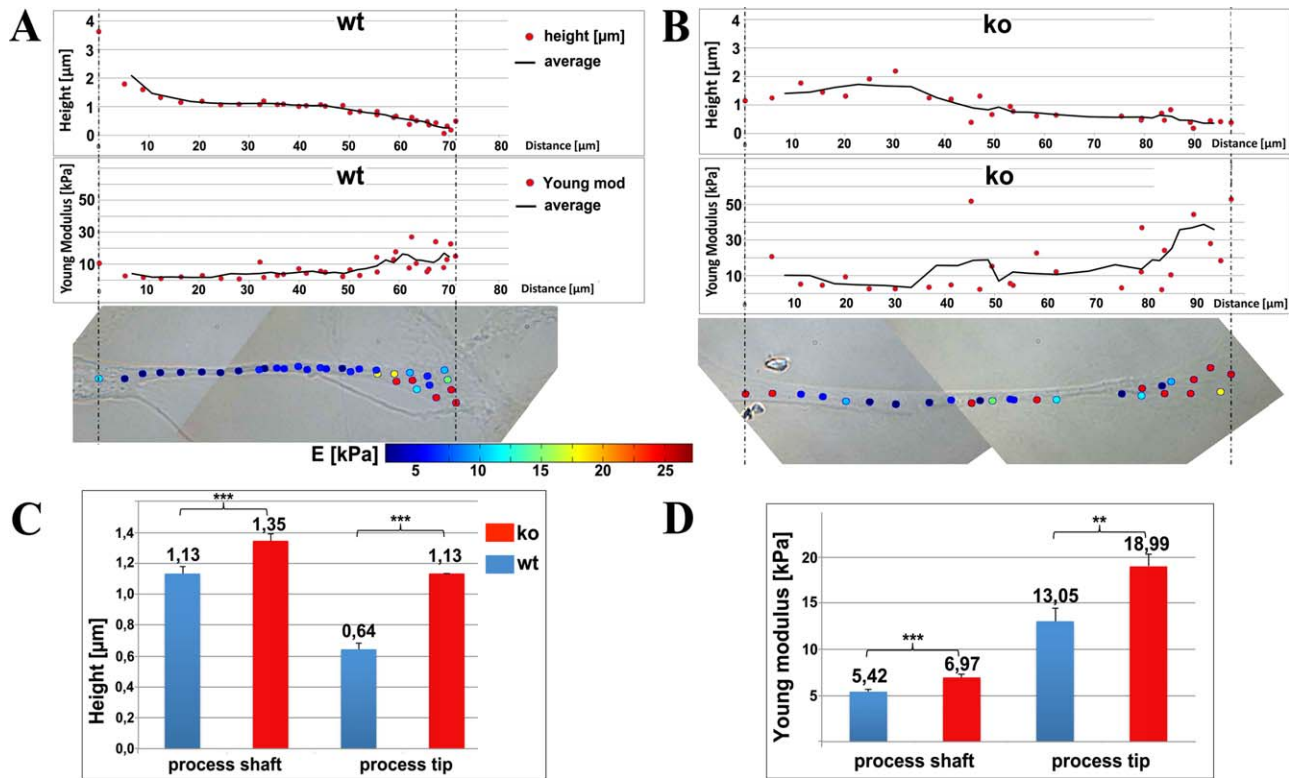 A
wt
4
3
2
1
0
Height [µm]
height [µm]
average
0 10 20 30 40 50 60 70 80 Distance [µm]
wt
50
30
10
Young Modulus [kPa]
Young mod
average
0 10 20 30 40 50 60 70 80 Distance [µm]
B
ko
4
3
2
1
0
Height [µm]
10 20 30 40 50 60 70 80 90 Distance [µm]
ko
50
30
10
Young Modulus [kPa]
10 20 30 40 50 60 70 80 90 Distance [µm]
E [kPa]
5 10 15 20 25
C
1,4
1,2
1,0
0,8
0,6
0,4
0,2
0,0
Height [µm]
*** ***
1,13 1,35 0,64 1,13
ko
wt
process shaft process tip
D
20
15
10
5
Young modulus [kPa]
*** **
5,42 6,97 13,05 18,99
process shaft process tip